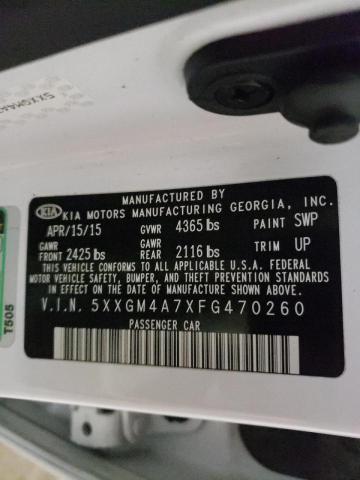 5XXGM4A
MANUFACTURED BY
KIA KIA MOTORS MANUFACTURING GEORGIA, INC.
APR/15/15 GVWR 4365 lbs PAINT SWP
GAWR FRONT 2425 lbs GAWR REAR 2116 lbs TRIM UP
THIS VEHICLE CONFORMS TO ALL APPLICABLE U.S.A. FEDERAL
MOTOR VEHICLE SAFETY, BUMPER, AND THEFT PREVENTION STANDARDS
IN EFFECT ON THE DATE OF MANUFACTURE SHOWN ABOVE.
V.I.N. 5XXGM4A7XFG470260
PASSENGER CAR
T505